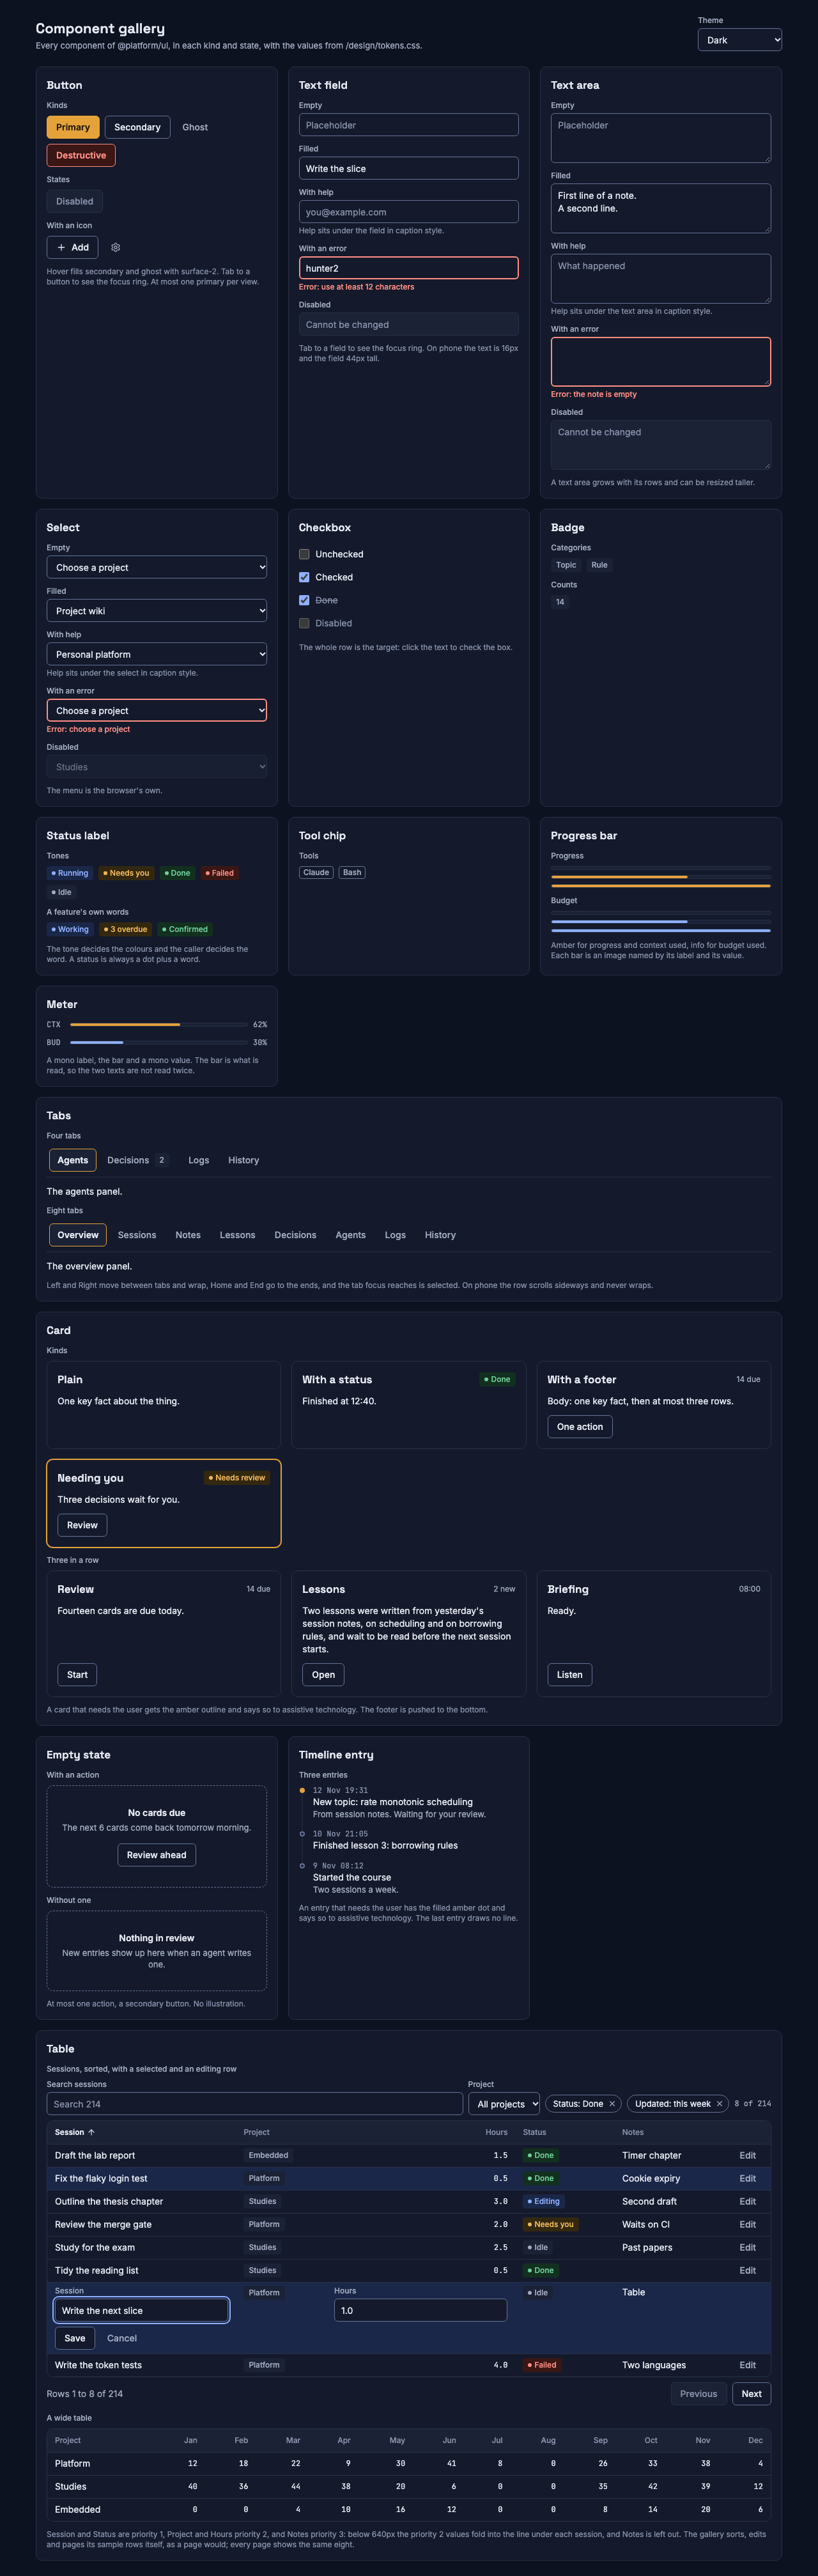 Component gallery
Every component of @platform/ui, in each kind and state, with the values from /design/tokens.css.
Theme
Dark
Button
Kinds
Primary
Secondary
Ghost
Destructive
States
Disabled
With an icon
Add
Hover fills secondary and ghost with surface-2. Tab to a
button to see the focus ring. At most one primary per view.
Text field
Empty
Placeholder
Filled
Write the slice
With help
you@example.com
Help sits under the field in caption style.
With an error
hunter2
Error: use at least 12 characters
Disabled
Cannot be changed
Tab to a field to see the focus ring. On phone the text is 16px
and the field 44px tall.
Text area
Empty
Placeholder
Filled
First line of a note.
A second line.
With help
What happened
Help sits under the text area in caption style.
With an error
Error: the note is empty
Disabled
Cannot be changed
A text area grows with its rows and can be resized taller.
Select
Empty
Choose a project
Filled
Project wiki
With help
Personal platform
Help sits under the select in caption style.
With an error
Choose a project
Error: choose a project
Disabled
Studies
The menu is the browser's own.
Checkbox
Unchecked
Checked
Done
Disabled
The whole row is the target: click the text to check the box.
Badge
Categories
Topic
Rule
Counts
14
Status label
Tones
Running
Needs you
Done
Failed
Idle
A feature's own words
Working
3 overdue
Confirmed
The tone decides the colours and the caller decides the
word. A status is always a dot plus a word.
Tool chip
Tools
Claude
Bash
Progress bar
Progress
Budget
Amber for progress and context used, info for budget used.
Each bar is an image named by its label and its value.
Meter
CTX 62%
BUD 30%
A mono label, the bar and a mono value. The bar is what is
read, so the two texts are not read twice.
Tabs
Four tabs
Agents Decisions 2 Logs History
The agents panel.
Eight tabs
Overview Sessions Notes Lessons Decisions Agents Logs History
The overview panel.
Left and Right move between tabs and wrap, Home and End go to the ends, and the tab focus reaches is selected. On phone the row scrolls sideways and never wraps.
Card
Kinds
Plain
One key fact about the thing.
With a status
Done
Finished at 12:40.
With a footer
14 due
Body: one key fact, then at most three rows.
One action
Needing you
Needs review
Three decisions wait for you.
Review
Three in a row
Review
14 due
Fourteen cards are due today.
Start
Lessons
2 new
Two lessons were written from yesterday's
session notes, on scheduling and on borrowing
rules, and wait to be read before the next session
starts.
Open
Briefing
08:00
Ready.
Listen
A card that needs the user gets the amber outline and says so to assistive technology. The footer is pushed to the bottom.
Empty state
With an action
No cards due
The next 6 cards come back tomorrow morning.
Review ahead
Without one
Nothing in review
New entries show up here when an agent writes
one.
At most one action, a secondary button. No illustration.
Timeline entry
Three entries
12 Nov 19:31
New topic: rate monotonic scheduling
From session notes. Waiting for your review.
10 Nov 21:05
Finished lesson 3: borrowing rules
9 Nov 08:12
Started the course
Two sessions a week.
An entry that needs the user has the filled amber dot and
says so to assistive technology. The last entry draws no line.
Table
Sessions, sorted, with a selected and an editing row
Search sessions
Search 214
Project
All projects
Status: Done ×
Updated: this week ×
8 of 214
Session ↑ Project Hours Status Notes
Draft the lab report Embedded 1.5 Done Timer chapter Edit
Fix the flaky login test Platform 0.5 Done Cookie expiry Edit
Outline the thesis chapter Studies 3.0 Editing Second draft Edit
Review the merge gate Platform 2.0 Needs you Waits on CI Edit
Study for the exam Studies 2.5 Idle Past papers Edit
Tidy the reading list Studies 0.5 Done Edit
Session Platform Hours Idle Table
Write the next slice 1.0
Save Cancel
Write the token tests Platform 4.0 Failed Two languages Edit
Rows 1 to 8 of 214
Previous
Next
A wide table
Project Jan Feb Mar Apr May Jun Jul Aug Sep Oct Nov Dec
Platform 12 18 22 9 30 41 8 0 26 33 38 4
Studies 40 36 44 38 20 6 0 0 35 42 39 12
Embedded 0 0 4 10 16 12 0 0 8 14 20 6
Session and Status are priority 1, Project and Hours priority 2, and Notes priority 3: below 640px the priority 2 values fold into the line under each session, and Notes is left out. The gallery sorts, edits
and pages its sample rows itself, as a page would; every page shows the same eight.